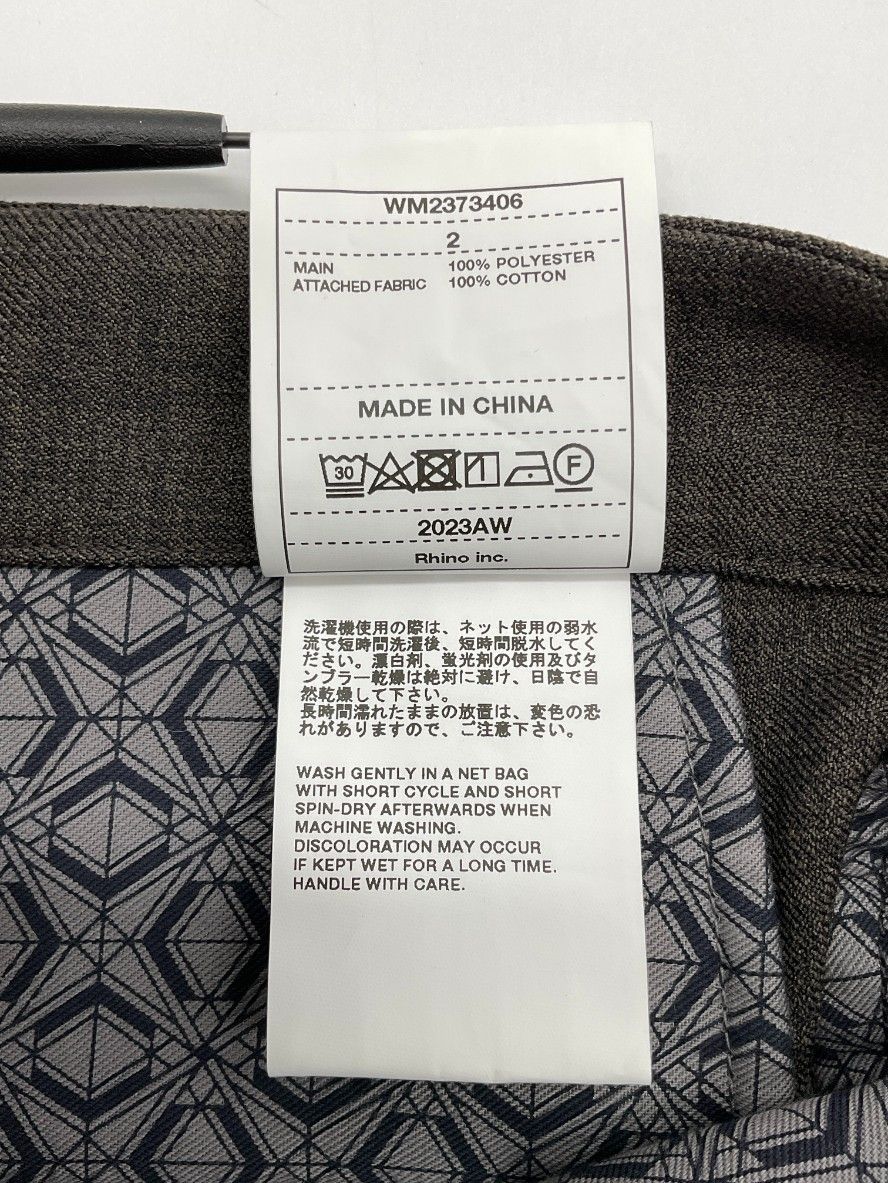 WM2373406
2
MAIN 100% POLYESTER
ATTACHED FABRIC 100% COTTON
MADE IN CHINA
30 F
2023AW
Rhino inc.
洗濯機使用の際は、ネット使用の弱水
流で短時間洗濯後、短時間脱水してく
ださい。漂白剤、蛍光剤の使用及びタ
ンブラー乾燥は絶対に避け、日陰で自
然乾燥して下さい。
長時間濡れたままの放置は、変色の恐
れがありますので、ご注意下さい。
WASH GENTLY IN A NET BAG
WITH SHORT CYCLE AND SHORT
SPIN-DRY AFTERWARDS WHEN
MACHINE WASHING.
DISCOLORATION MAY OCCUR
IF KEPT WET FOR A LONG TIME.
HANDLE WITH CARE.